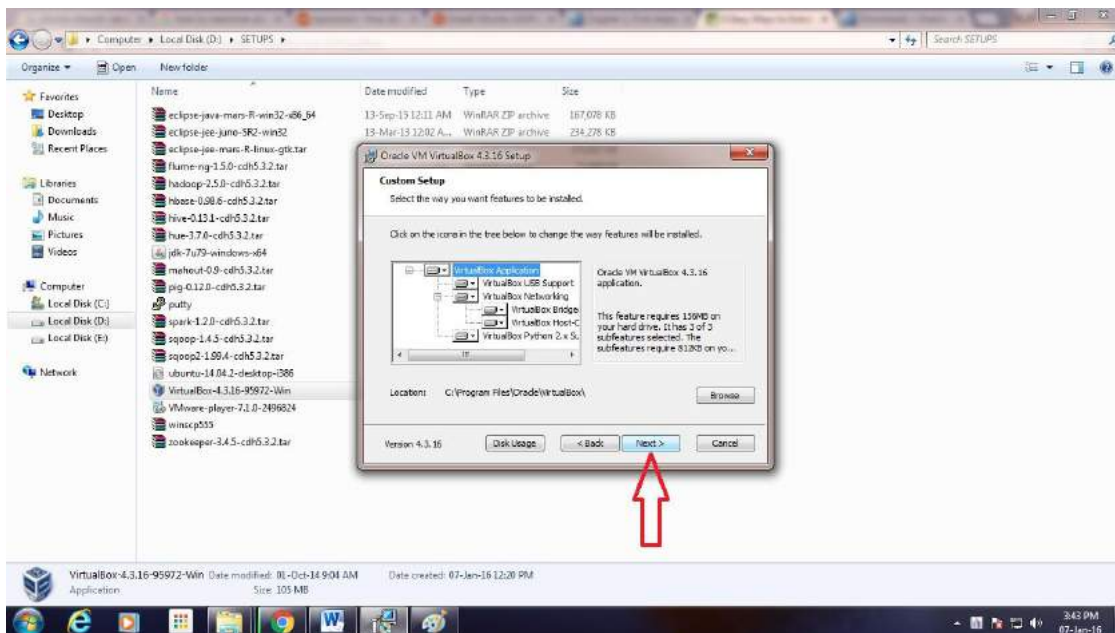 Computer ▸ Local Disk (D:) ▸ SETUPS ▸
Search SETUPS
Organize ▾ Open New folder
Favorites
Desktop
Downloads
Recent Places
Libraries
Documents
Music
Pictures
Videos
Computer
Local Disk (C:)
Local Disk (D:)
Local Disk (E:)
Network
Name Date modified Type Size
eclipse-java-mars-R-win32-x86_64 13-Sep-15 12:11 AM WinRAR ZIP archive 167,078 KB
eclipse-jee-juno-SR2-win32 13-Mar-13 12:02 A... WinRAR ZIP archive 234,278 KB
eclipse-jee-mars-R-linux-gtk.tar
flume-ng-1.5.0-cdh5.3.2.tar
hadoop-2.5.0-cdh5.3.2.tar
hbase-0.98.6-cdh5.3.2.tar
hive-0.13.1-cdh5.3.2.tar
hue-3.7.0-cdh5.3.2.tar
jdk-7u79-windows-x64
mahout-0.9-cdh5.3.2.tar
pig-0.12.0-cdh5.3.2.tar
putty
spark-1.2.0-cdh5.3.2.tar
sqoop-1.4.5-cdh5.3.2.tar
sqoop2-1.99.4-cdh5.3.2.tar
ubuntu-14.04.2-desktop-i386
VirtualBox-4.3.16-95972-Win
VMware-player-7.1.0-2496824
winscp555
zookeeper-3.4.5-cdh5.3.2.tar
Oracle VM VirtualBox 4.3.16 Setup
Custom Setup
Select the way you want features to be installed.
Click on the icons in the tree below to change the way features will be installed.
VirtualBox Application
VirtualBox USB Support
VirtualBox Networking
VirtualBox Bridge
VirtualBox Host-C
VirtualBox Python 2.x S
Oracle VM VirtualBox 4.3.16
application.
This feature requires 156MB on
your hard drive. It has 3 of 3
subfeatures selected. The
subfeatures require 812KB on yo...
Location: C:\Program Files\Oracle\VirtualBox\
Browse
Version 4.3.16 Disk Usage < Back Next > Cancel
VirtualBox-4.3.16-95972-Win Date modified: 01-Oct-14 9:04 AM Date created: 07-Jan-16 12:20 PM
Application Size: 105 MB
3:43 PM
07-Jan-16